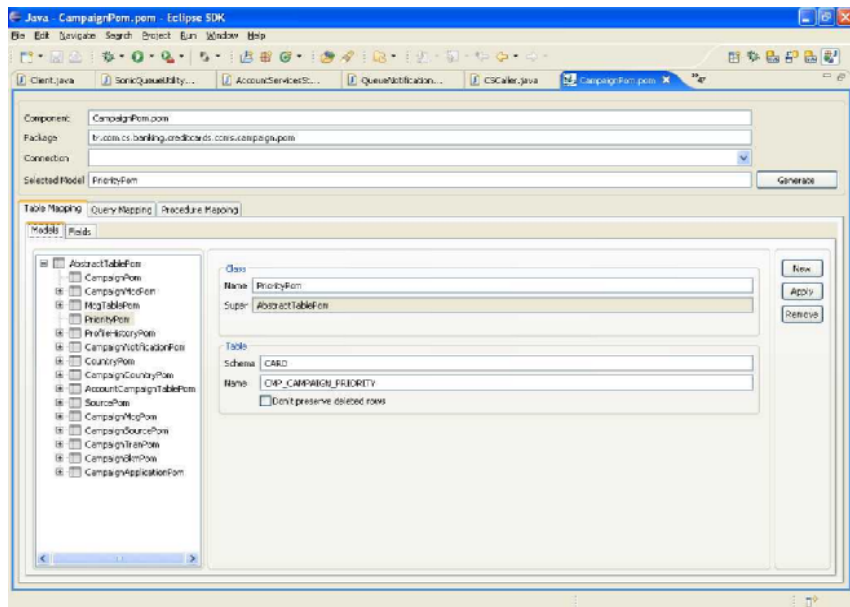 Java - CampaignPom.pom - Eclipse SDK
File Edit Navigate Search Project Run Window Help
Client.java SonicQueueUtility... AccountServicesSt... QueueNotification... CSCaller.java CampaignPom.pom
Component: CampaignPom.pom
Package tr.com.cs.banking.creditcards.ccms.campaign.pom
Connection
Selected Model PriorityPom Generate
Table Mapping Query Mapping Procedure Mapping
Models Fields
AbstractTablePom
CampaignPom
CampaignMccPom
McgTablePom
PriorityPom
ProfileHistoryPom
CampaignNotificationPom
CountryPom
CampaignCountryPom
AccountCampaignTablePom
SourcePom
CampaignMcgPom
CampaignSourcePom
CampaignTranPom
CampaignBkmPom
CampaignApplicationPom
Class
Name PriorityPom
Super AbstractTablePom
Table
Schema CARD
Name CMP_CAMPAIGN_PRIORITY
Don't preserve deleted rows
New
Apply
Remove